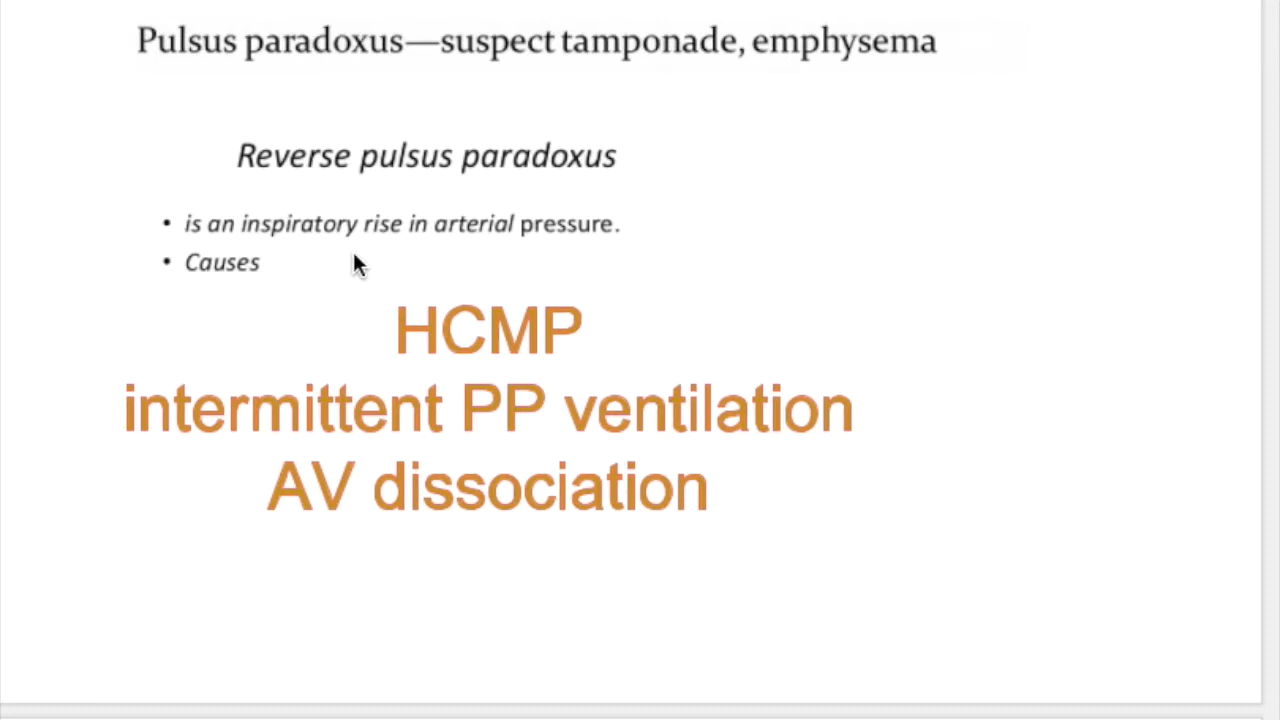 Pulsus paradoxus—suspect tamponade, emphysema
Reverse pulsus paradoxus
• is an inspiratory rise in arterial pressure.
• Causes
HCMP
intermittent PP ventilation
AV dissociation